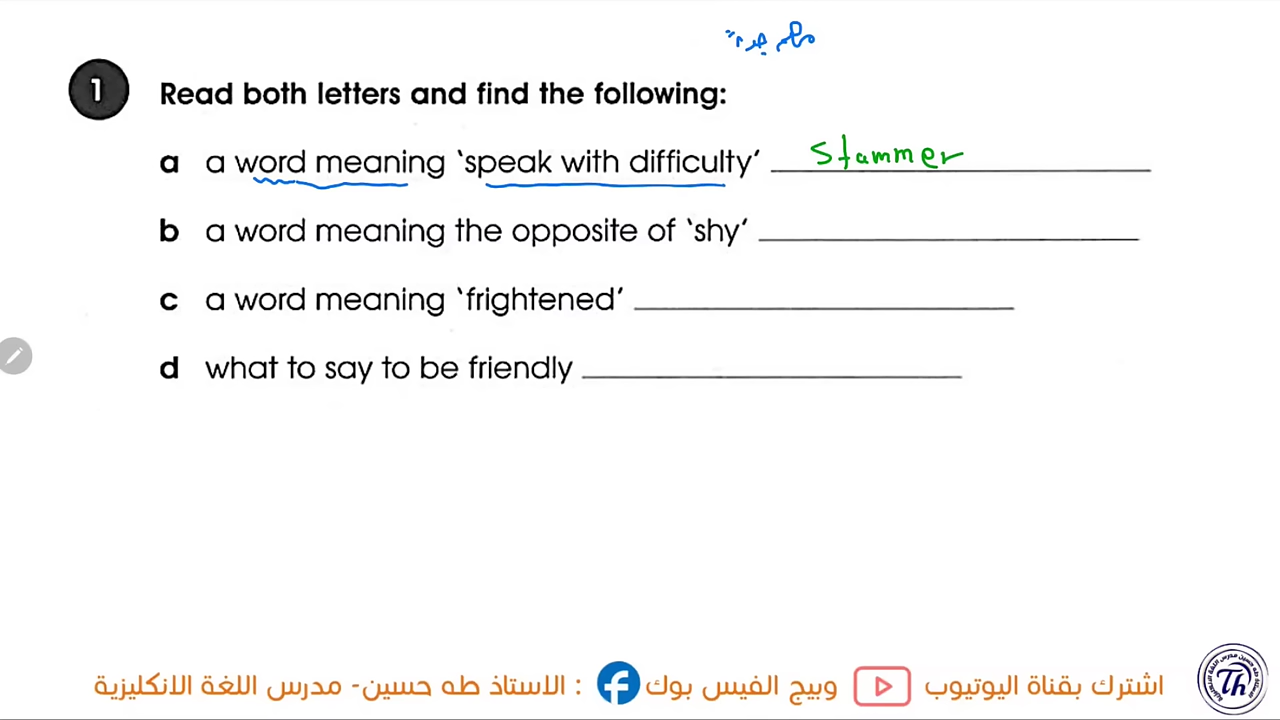 1 Read both letters and find the following:
a a word meaning ‘speak with difficulty’ Stammer
b a word meaning the opposite of ‘shy’
c a word meaning ‘frightened’
d what to say to be friendly
اشترك بقناة اليوتيوب وبيج الفيس بوك : الاستاذ طه حسين- مدرس اللغة الانكليزية
Th